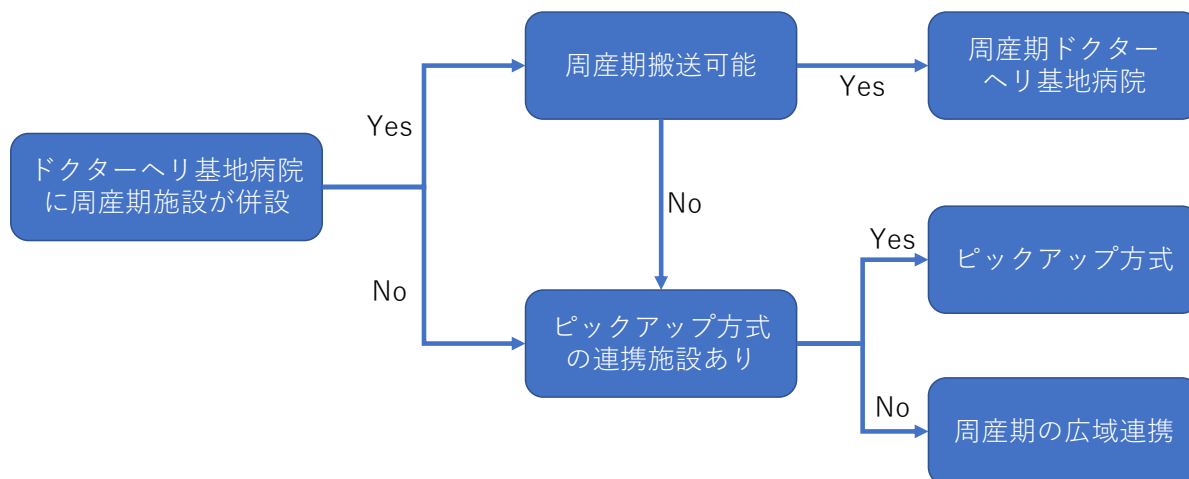 ドクターヘリ基地病院
に周産期施設が併設
Yes
No
周産期搬送可能
Yes
周産期ドクター
ヘリ基地病院
No
ピックアップ方式
の連携施設あり
Yes
ピックアップ方式
No
周産期の広域連携